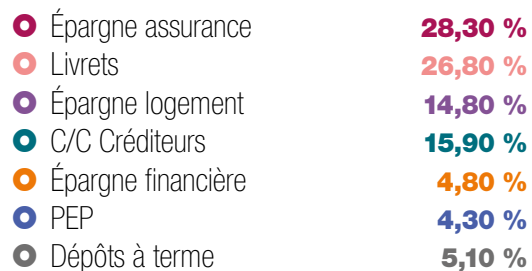 Épargne assurance 28,30 %
Livrets 26,80 %
Épargne logement 14,80 %
C/C Créditeurs 15,90 %
Épargne financière 4,80 %
PEP 4,30 %
Dépôts à terme 5,10 %